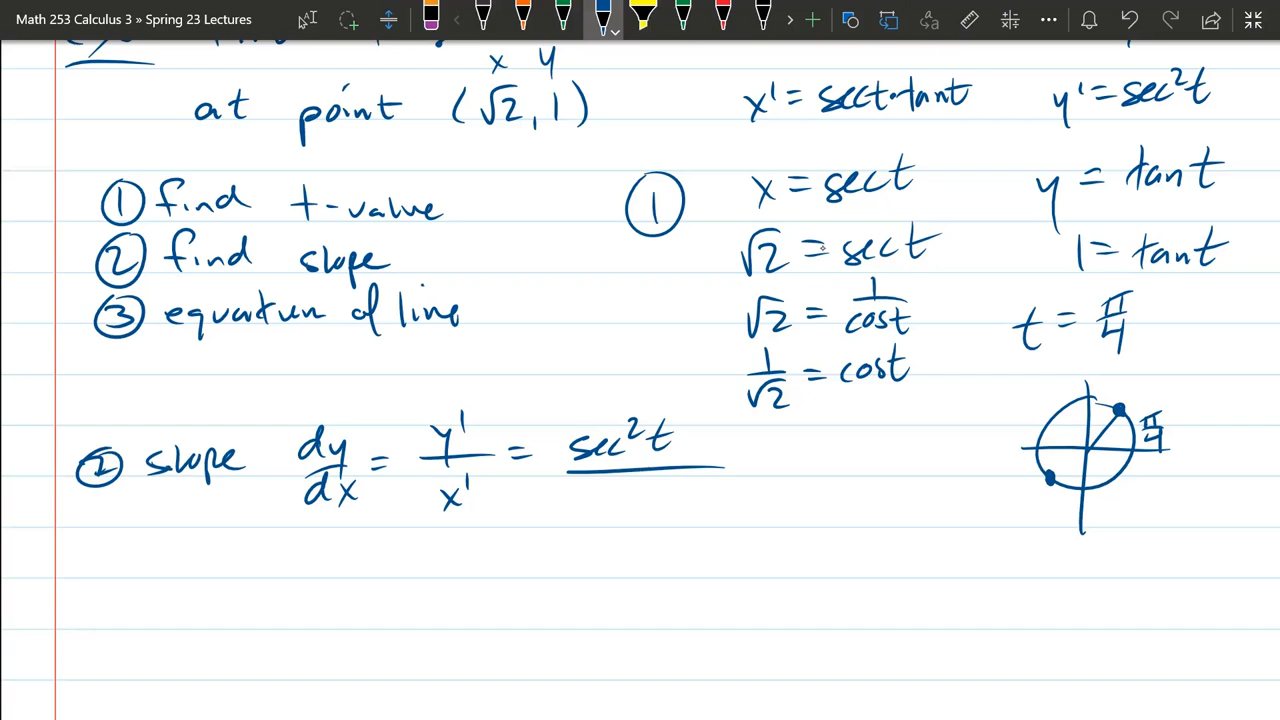 Math 253 Calculus 3 » Spring 23 Lectures
x y
at point (√2, 1)
① find t-value
② find slope
③ equation of line
x' = sect·tant
y' = sec²t
①
x = sect
y = tant
√2 = sect
1 = tant
√2 = 1/cost
t = π/4
1/√2 = cost
π/4
② slope dy/dx = y'/x' = sec²t